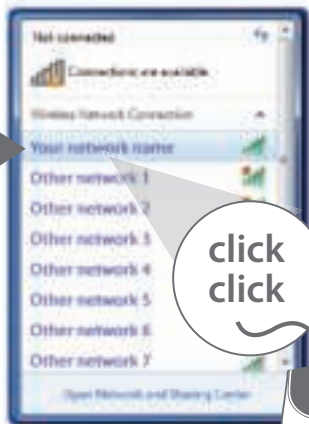 Not connected
Connections are available
Wireless Network Connection
Your network name
Other network 1
Other network 2
Other network 3
Other network 4
Other network 5
Other network 6
Other network 7
Open Network and Sharing Center
click
click